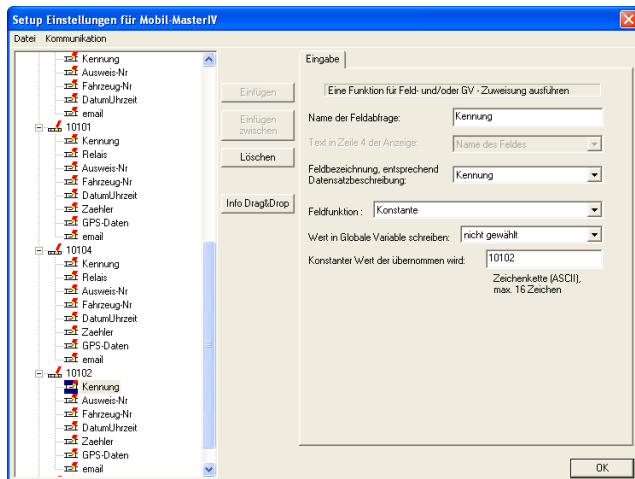 Setup Einstellungen für Mobil-MasterIV
Datei Kommunikation
Kennung
Ausweis-Nr
Fahrzeug-Nr
DatumUhrzeit
email
10101
Kennung
Relais
Ausweis-Nr
Fahrzeug-Nr
DatumUhrzeit
Zaehler
GPS-Daten
email
10104
Kennung
Relais
Ausweis-Nr
Fahrzeug-Nr
DatumUhrzeit
Zaehler
GPS-Daten
email
10102
Kennung
Ausweis-Nr
Fahrzeug-Nr
DatumUhrzeit
Zaehler
GPS-Daten
email
Einfügen
Einfügen
zwischen
Löschen
Info Drag&Drop
Eingabe
Eine Funktion für Feld- und/oder GV - Zuweisung ausführen
Name der Feldabfrage: Kennung
Text in Zeile 4 der Anzeige: Name des Feldes
Feldbezeichnung, entsprechend
Datensatzbeschreibung: Kennung
Feldfunktion : Konstante
Wert in Globale Variable schreiben: nicht gewählt
Konstanter Wert der übernommen wird: 10102
Zeichenkette (ASCII),
max. 16 Zeichen
OK